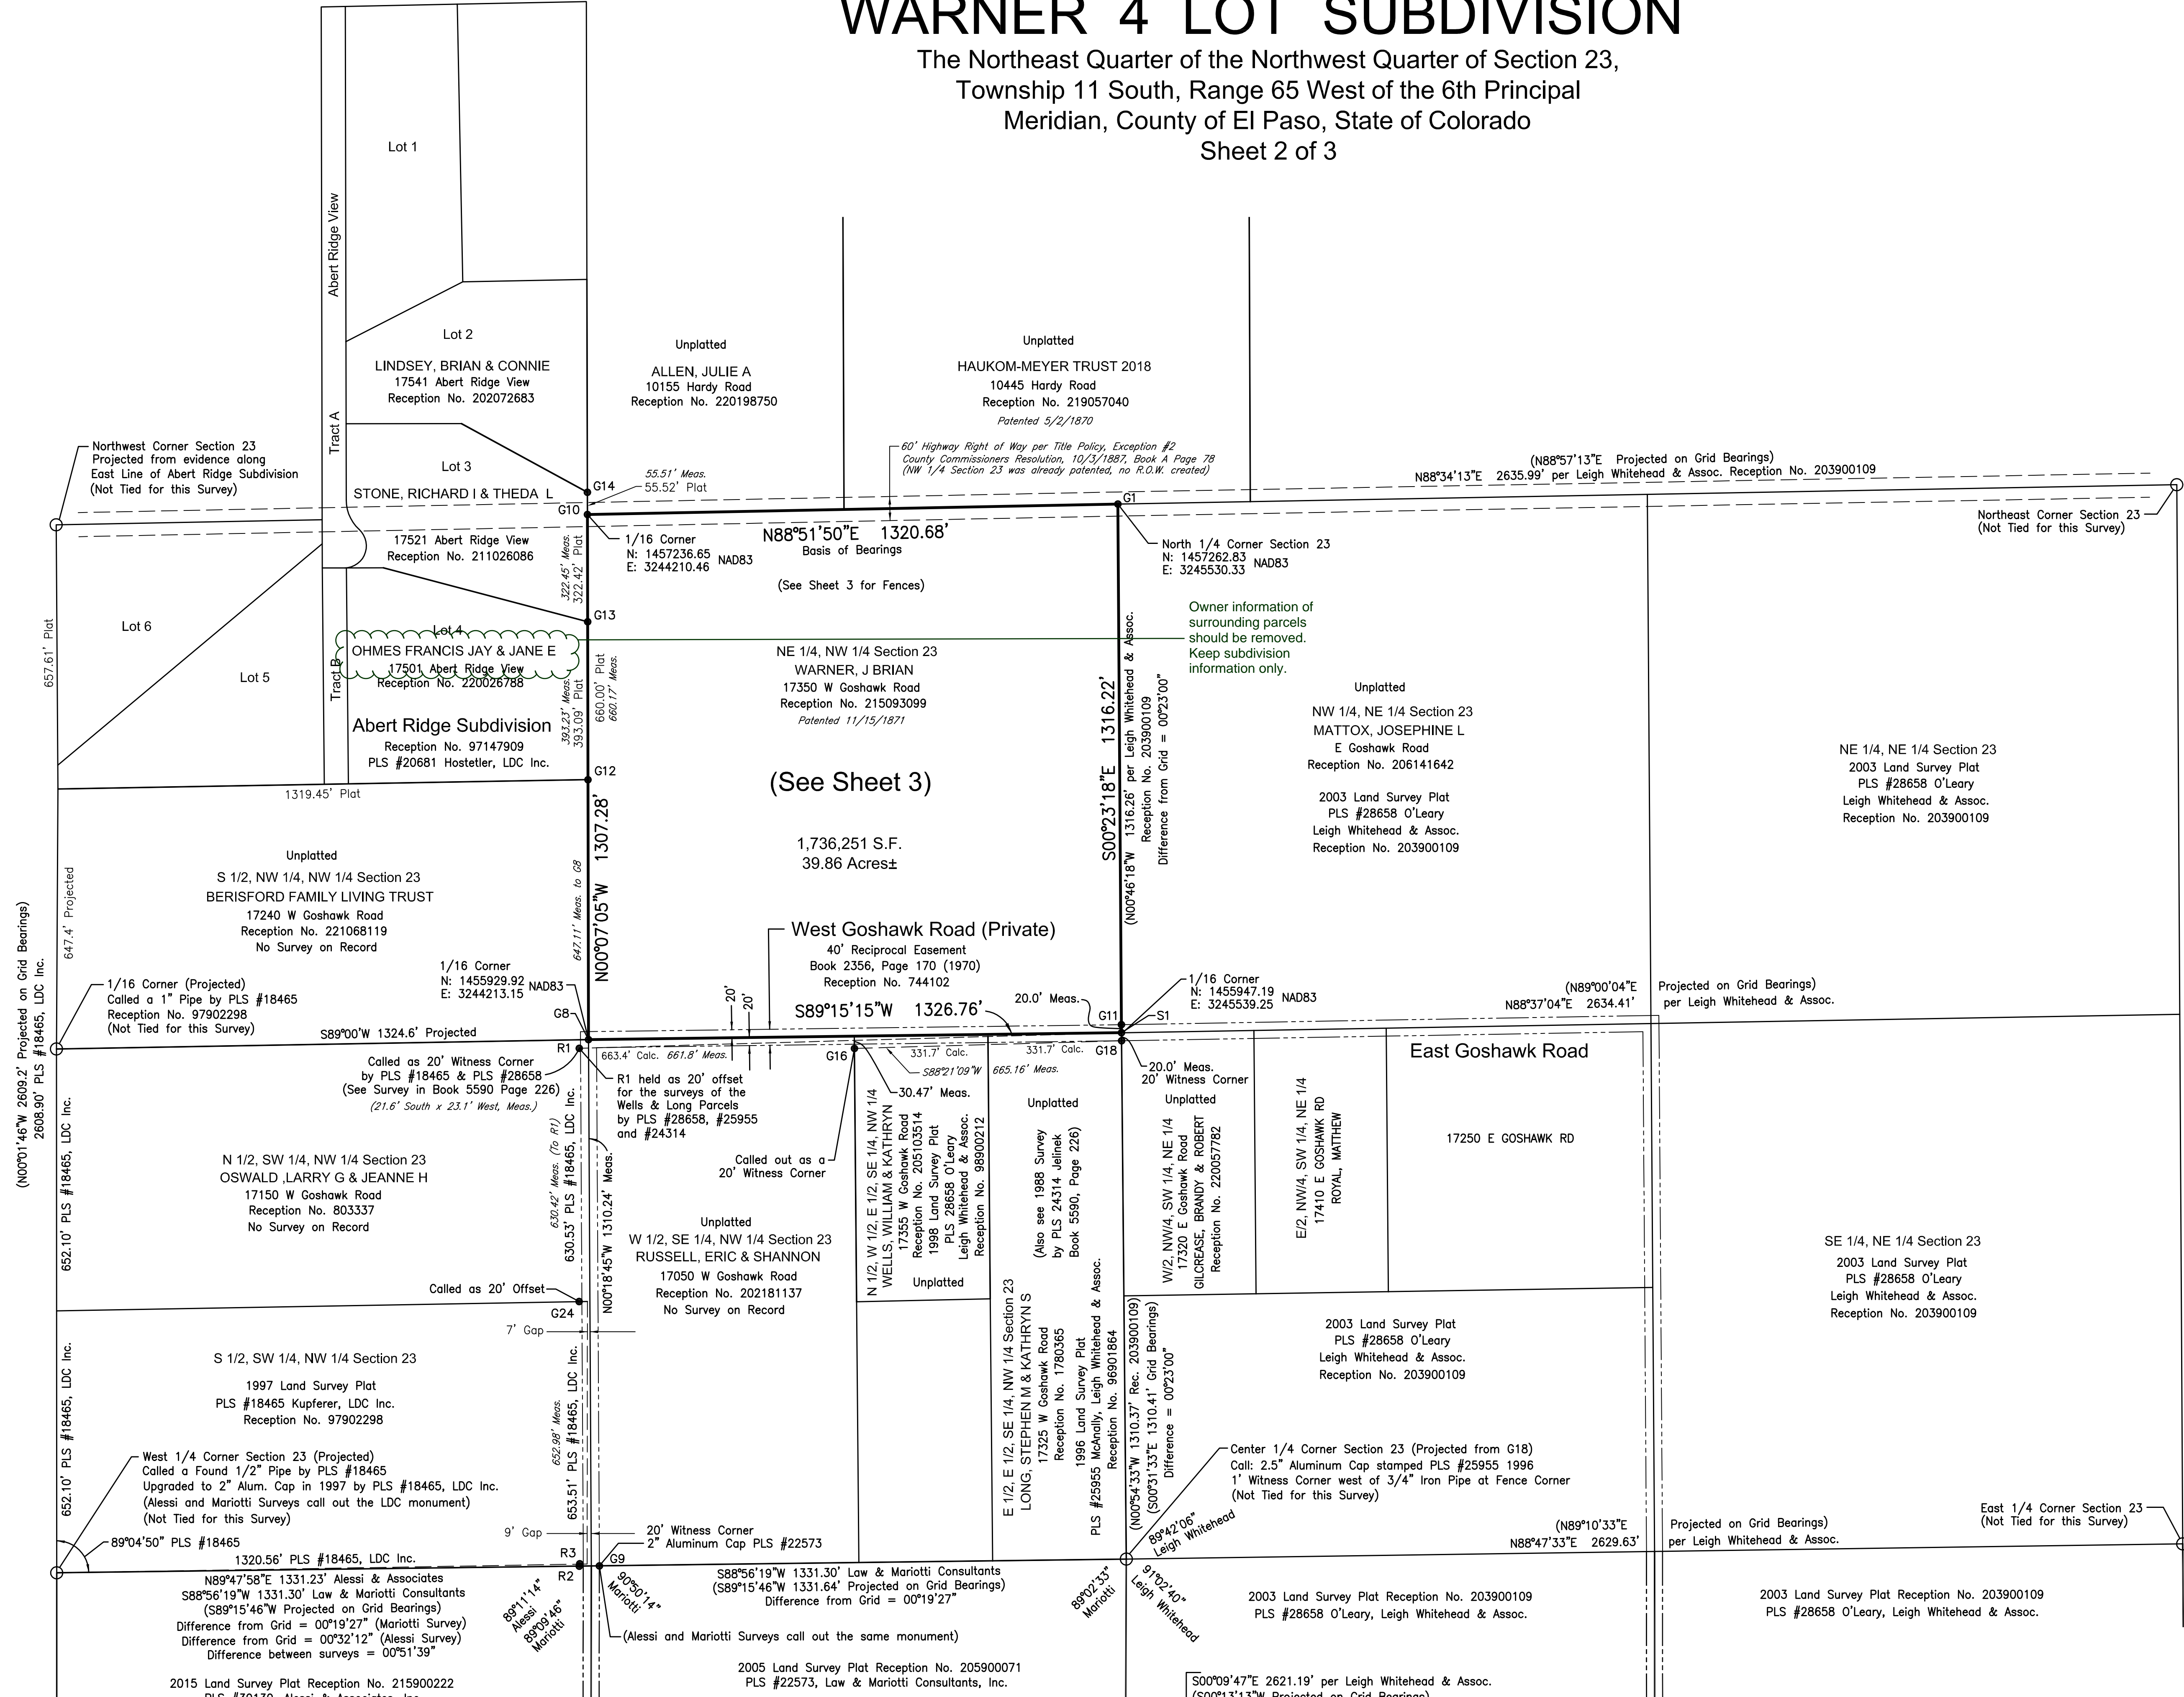 WARNER 4 LOT SUBDIVISION
The Northeast Quarter of the Northwest Quarter of Section 23,
Township 11 South, Range 65 West of the 6th Principal
Meridian, County of El Paso, State of Colorado
Sheet 2 of 3
Abert Ridge View
Tract A
Tract B
Lot 1
Lot 2
LINDSEY, BRIAN & CONNIE
17541 Abert Ridge View
Reception No. 202072683
Lot 3
STONE, RICHARD I & THEDA L
17521 Abert Ridge View
Reception No. 211026086
Lot 4
OHMES FRANCIS JAY & JANE E
17501 Abert Ridge View
Reception No. 220026788
Abert Ridge Subdivision
Reception No. 97147909
PLS #20681 Hostetler, LDC Inc.
Lot 6
Lot 5
657.61' Plat
1319.45' Plat
Northwest Corner Section 23
Projected from evidence along
East Line of Abert Ridge Subdivision
(Not Tied for this Survey)
Unplatted
ALLEN, JULIE A
10155 Hardy Road
Reception No. 220198750
Unplatted
HAUKOM-MEYER TRUST 2018
10445 Hardy Road
Reception No. 219057040
Patented 5/2/1870
60' Highway Right of Way per Title Policy, Exception #2
County Commissioners Resolution, 10/3/1887, Book A Page 78
(NW 1/4 Section 23 was already patented, no R.O.W. created)
55.51' Meas.
55.52' Plat
G14
G10
G1
(N88°57'13"E Projected on Grid Bearings)
N88°34'13"E 2635.99' per Leigh Whitehead & Assoc. Reception No. 203900109
Northeast Corner Section 23
(Not Tied for this Survey)
1/16 Corner
N: 1457236.65
E: 3244210.46
NAD83
N88°51'50"E 1320.68'
Basis of Bearings
(See Sheet 3 for Fences)
North 1/4 Corner Section 23
N: 1457262.83
E: 3245530.33
NAD83
322.45' Meas.
322.42' Plat
G13
393.23' Meas.
393.09' Plat
660.00' Plat
660.17' Meas.
G12
NE 1/4, NW 1/4 Section 23
WARNER, J BRIAN
17350 W Goshawk Road
Reception No. 215093099
Patented 11/15/1871
(See Sheet 3)
1,736,251 S.F.
39.86 Acres±
Owner information of
surrounding parcels
should be removed.
Keep subdivision
information only.
S00°23'18"E 1316.22'
(N00°46'18"W 1316.26' per Leigh Whitehead & Assoc.
Reception No. 203900109
Difference from Grid = 00°23'00"
Unplatted
NW 1/4, NE 1/4 Section 23
MATTOX, JOSEPHINE L
E Goshawk Road
Reception No. 206141642
2003 Land Survey Plat
PLS #28658 O'Leary
Leigh Whitehead & Assoc.
Reception No. 203900109
NE 1/4, NE 1/4 Section 23
2003 Land Survey Plat
PLS #28658 O'Leary
Leigh Whitehead & Assoc.
Reception No. 203900109
Unplatted
S 1/2, NW 1/4, NW 1/4 Section 23
BERISFORD FAMILY LIVING TRUST
17240 W Goshawk Road
Reception No. 221068119
No Survey on Record
647.11' Meas. to G8
N00°07'05"W 1307.28'
647.4' Projected
(N00°01'46"W 2609.2' Projected on Grid Bearings)
2608.90' PLS #18465, LDC Inc.
West Goshawk Road (Private)
40' Reciprocal Easement
Book 2356, Page 170 (1970)
Reception No. 744102
1/16 Corner
N: 1455929.92
E: 3244213.15
NAD83
1/16 Corner (Projected)
Called a 1" Pipe by PLS #18465
Reception No. 97902298
(Not Tied for this Survey)
G8
20'
20'
S89°15'15"W 1326.76'
20.0' Meas.
G11
1/16 Corner
N: 1455947.19
E: 3245539.25
NAD83
S1
(N89°00'04"E Projected on Grid Bearings)
N88°37'04"E 2634.41' per Leigh Whitehead & Assoc.
S89°00'W 1324.6' Projected
R1
663.4' Calc. 661.8' Meas.
G16
331.7' Calc.
331.7' Calc.
G18
S88°21'09"W 665.16' Meas.
30.47' Meas.
20.0' Meas.
20' Witness Corner
East Goshawk Road
Called as 20' Witness Corner
by PLS #18465 & PLS #28658
(See Survey in Book 5590 Page 226)
(21.6' South x 23.1' West, Meas.)
R1 held as 20' offset
for the surveys of the
Wells & Long Parcels
by PLS #28658, #25955
and #24314
Called out as a
20' Witness Corner
N 1/2, SW 1/4, NW 1/4 Section 23
OSWALD ,LARRY G & JEANNE H
17150 W Goshawk Road
Reception No. 803337
No Survey on Record
652.10' PLS #18465, LDC Inc.
630.42' Meas. (To R1)
630.53' PLS #18465, LDC Inc.
N00°18'45"W 1310.24' Meas.
Unplatted
W 1/2, SE 1/4, NW 1/4 Section 23
RUSSELL, ERIC & SHANNON
17050 W Goshawk Road
Reception No. 202181137
No Survey on Record
N 1/2, W 1/2, E 1/2, SE 1/4, NW 1/4
WELLS, WILLIAM & KATHRYN
17355 W Goshawk Road
Reception No. 205103514
1998 Land Survey Plat
PLS 28658 O'Leary
Leigh Whitehead & Assoc.
Reception No. 98900212
Unplatted
Unplatted
(Also see 1988 Survey
by PLS 24314 Jelinek
Book 5590, Page 226)
E 1/2, E 1/2, SE 1/4, NW 1/4 Section 23
LONG, STEPHEN M & KATHRYN S
17325 W Goshawk Road
Reception No. 1780365
1996 Land Survey Plat
PLS #25955 McAnally, Leigh Whitehead & Assoc.
Reception No. 96901864
Unplatted
W/2, NW/4, SW 1/4, NE 1/4
17320 E Goshawk Road
GILCREASE, BRANDY & ROBERT
Reception No. 220057782
E/2, NW/4, SW 1/4, NE 1/4
17410 E GOSHAWK RD
ROYAL, MATTHEW
17250 E GOSHAWK RD
SE 1/4, NE 1/4 Section 23
2003 Land Survey Plat
PLS #28658 O'Leary
Leigh Whitehead & Assoc.
Reception No. 203900109
2003 Land Survey Plat
PLS #28658 O'Leary
Leigh Whitehead & Assoc.
Reception No. 203900109
Called as 20' Offset
G24
7' Gap
S 1/2, SW 1/4, NW 1/4 Section 23
1997 Land Survey Plat
PLS #18465 Kupferer, LDC Inc.
Reception No. 97902298
652.10' PLS #18465, LDC Inc.
652.98' Meas.
653.51' PLS #18465, LDC Inc.
(N00°54'33"W 1310.37' Rec. 203900109)
(S00°31'33"E 1310.41' Grid Bearings)
Difference = 00°23'00"
West 1/4 Corner Section 23 (Projected)
Called a Found 1/2" Pipe by PLS #18465
Upgraded to 2" Alum. Cap in 1997 by PLS #18465, LDC Inc.
(Alessi and Mariotti Surveys call out the LDC monument)
(Not Tied for this Survey)
Center 1/4 Corner Section 23 (Projected from G18)
Call: 2.5" Aluminum Cap stamped PLS #25955 1996
1' Witness Corner west of 3/4" Iron Pipe at Fence Corner
(Not Tied for this Survey)
East 1/4 Corner Section 23
(Not Tied for this Survey)
9' Gap
20' Witness Corner
2" Aluminum Cap PLS #22573
89°04'50" PLS #18465
1320.56' PLS #18465, LDC Inc.
R3
R2
G9
89°42'06"
Leigh Whitehead
(N89°10'33"E Projected on Grid Bearings)
N88°47'33"E 2629.63' per Leigh Whitehead & Assoc.
N89°47'58"E 1331.23' Alessi & Associates
S88°56'19"W 1331.30' Law & Mariotti Consultants
(S89°15'46"W Projected on Grid Bearings)
Difference from Grid = 00°19'27" (Mariotti Survey)
Difference from Grid = 00°32'12" (Alessi Survey)
Difference between surveys = 00°51'39"
89°11'14"
Alessi
89°09'46"
Mariotti
90°50'14"
Mariotti
S88°56'19"W 1331.30' Law & Mariotti Consultants
(S89°15'46"W 1331.64' Projected on Grid Bearings)
Difference from Grid = 00°19'27"
89°02'33"
Mariotti
91°02'40"
Leigh Whitehead
(Alessi and Mariotti Surveys call out the same monument)
2003 Land Survey Plat Reception No. 203900109
PLS #28658 O'Leary, Leigh Whitehead & Assoc.
2003 Land Survey Plat Reception No. 203900109
PLS #28658 O'Leary, Leigh Whitehead & Assoc.
2015 Land Survey Plat Reception No. 215900222
PLS #30130, Alessi & Associates, Inc.
2005 Land Survey Plat Reception No. 205900071
PLS #22573, Law & Mariotti Consultants, Inc.
S00°09'47"E 2621.19' per Leigh Whitehead & Assoc.
(S00°13'13"W Projected on Grid Bearings)